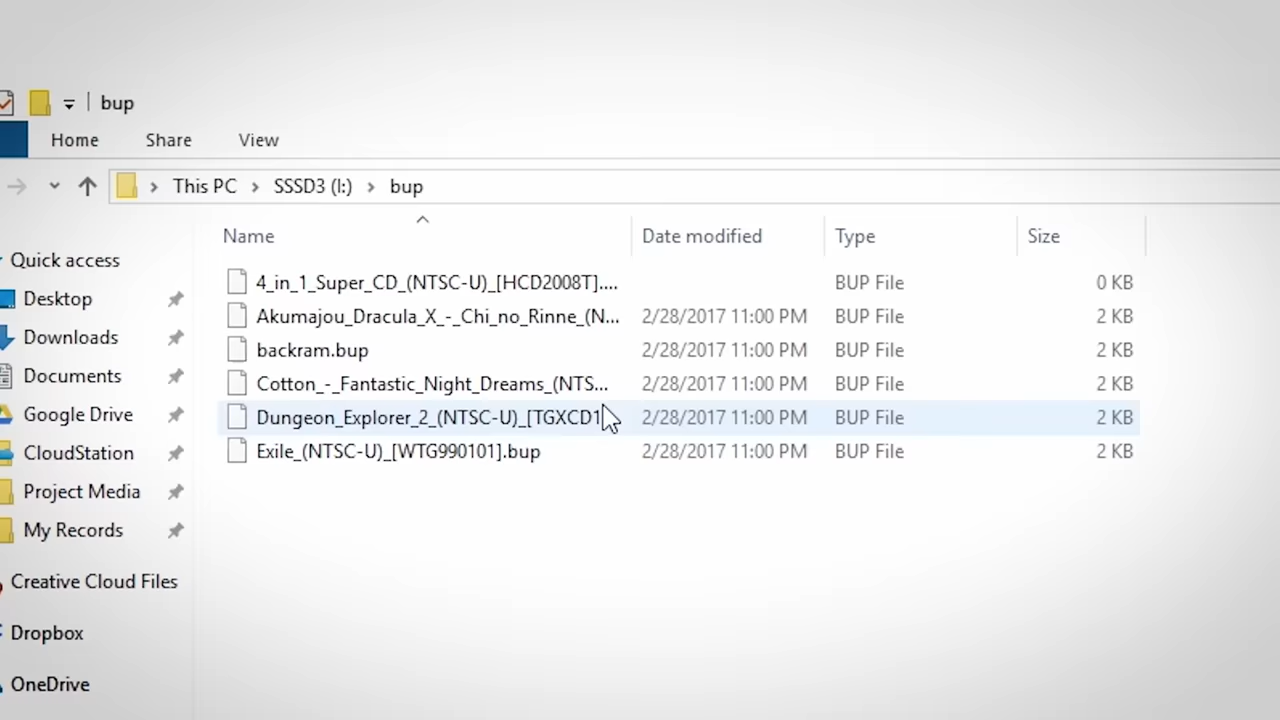 bup
Home Share View
This PC SSSD3 (I:) bup
Name Date modified Type Size
Quick access
Desktop
Downloads
Documents
Google Drive
CloudStation
Project Media
My Records
Creative Cloud Files
Dropbox
OneDrive
4_in_1_Super_CD_(NTSC-U)_[HCD2008T].... BUP File 0 KB
Akumajou_Dracula_X_-_Chi_no_Rinne_(N... 2/28/2017 11:00 PM BUP File 2 KB
backram.bup 2/28/2017 11:00 PM BUP File 2 KB
Cotton_-_Fantastic_Night_Dreams_(NTS... 2/28/2017 11:00 PM BUP File 2 KB
Dungeon_Explorer_2_(NTSC-U)_[TGXCD1 2/28/2017 11:00 PM BUP File 2 KB
Exile_(NTSC-U)_[WTG990101].bup 2/28/2017 11:00 PM BUP File 2 KB